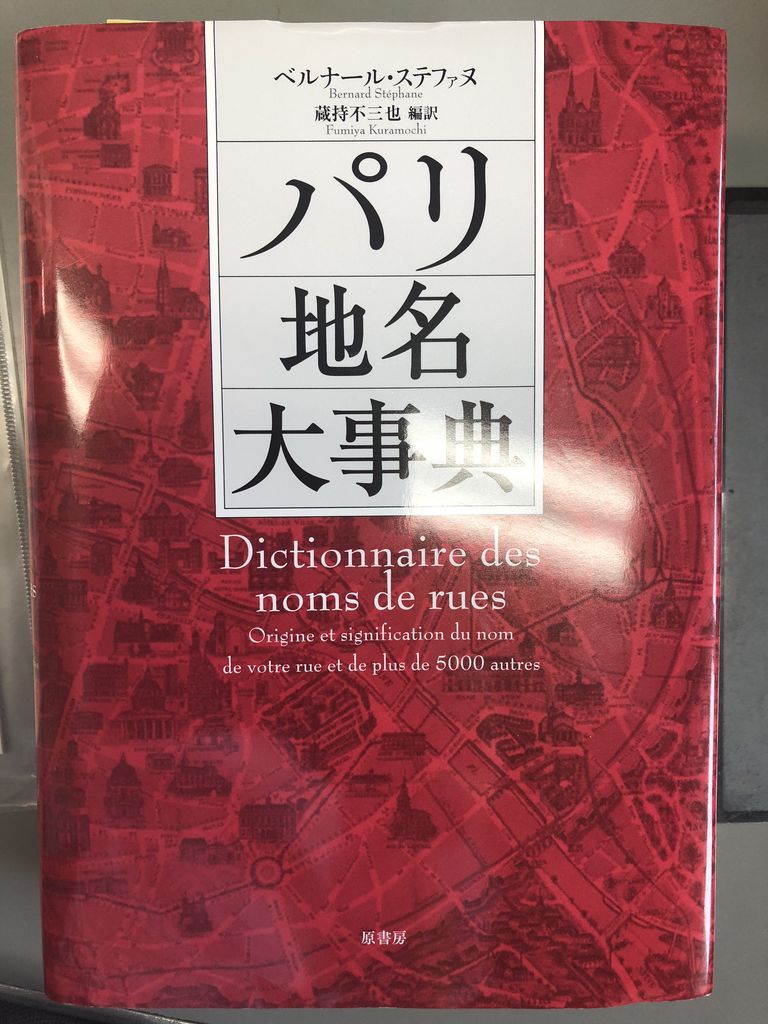 ベルナール・ステファヌ
Bernard Stéphane
蔵持不三也 編訳
Fumiya Kuramochi
パリ
地名
大事典
Dictionnaire des
noms de rues
Origine et signification du nom
de votre rue et de plus de 5000 autres
原書房